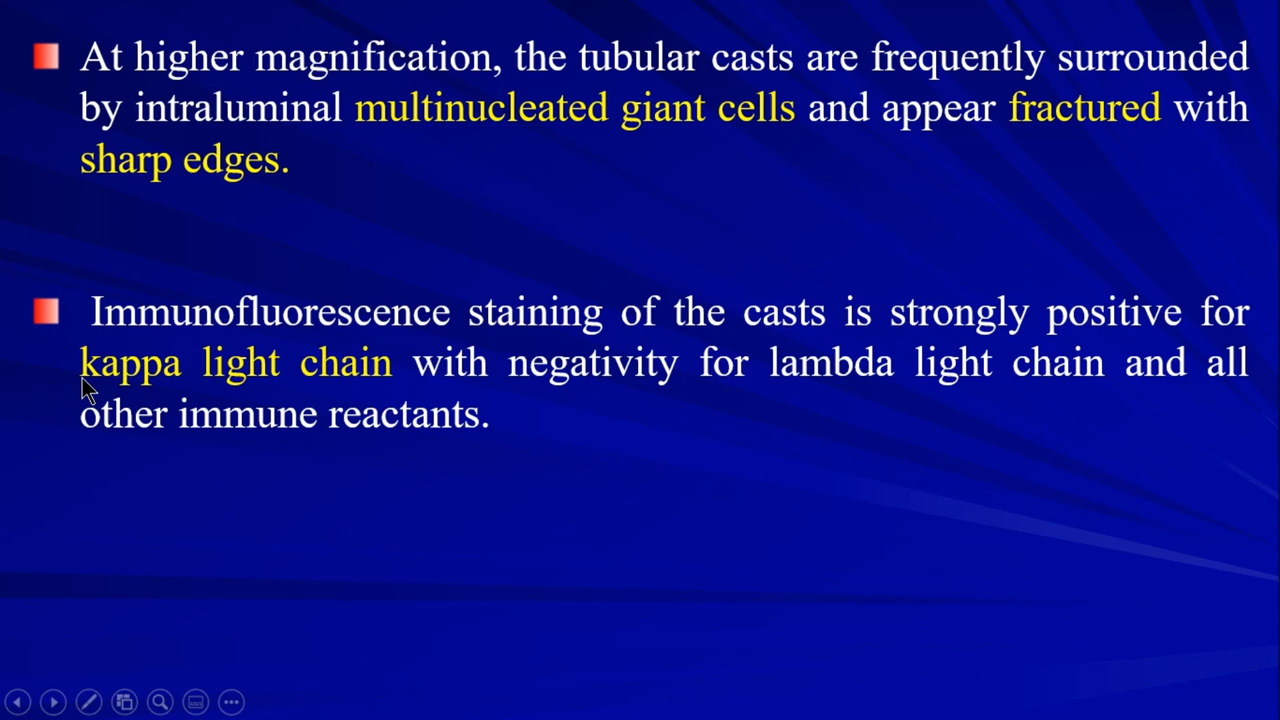 At higher magnification, the tubular casts are frequently surrounded
by intraluminal multinucleated giant cells and appear fractured with
sharp edges.
Immunofluorescence staining of the casts is strongly positive for
kappa light chain with negativity for lambda light chain and all
other immune reactants.